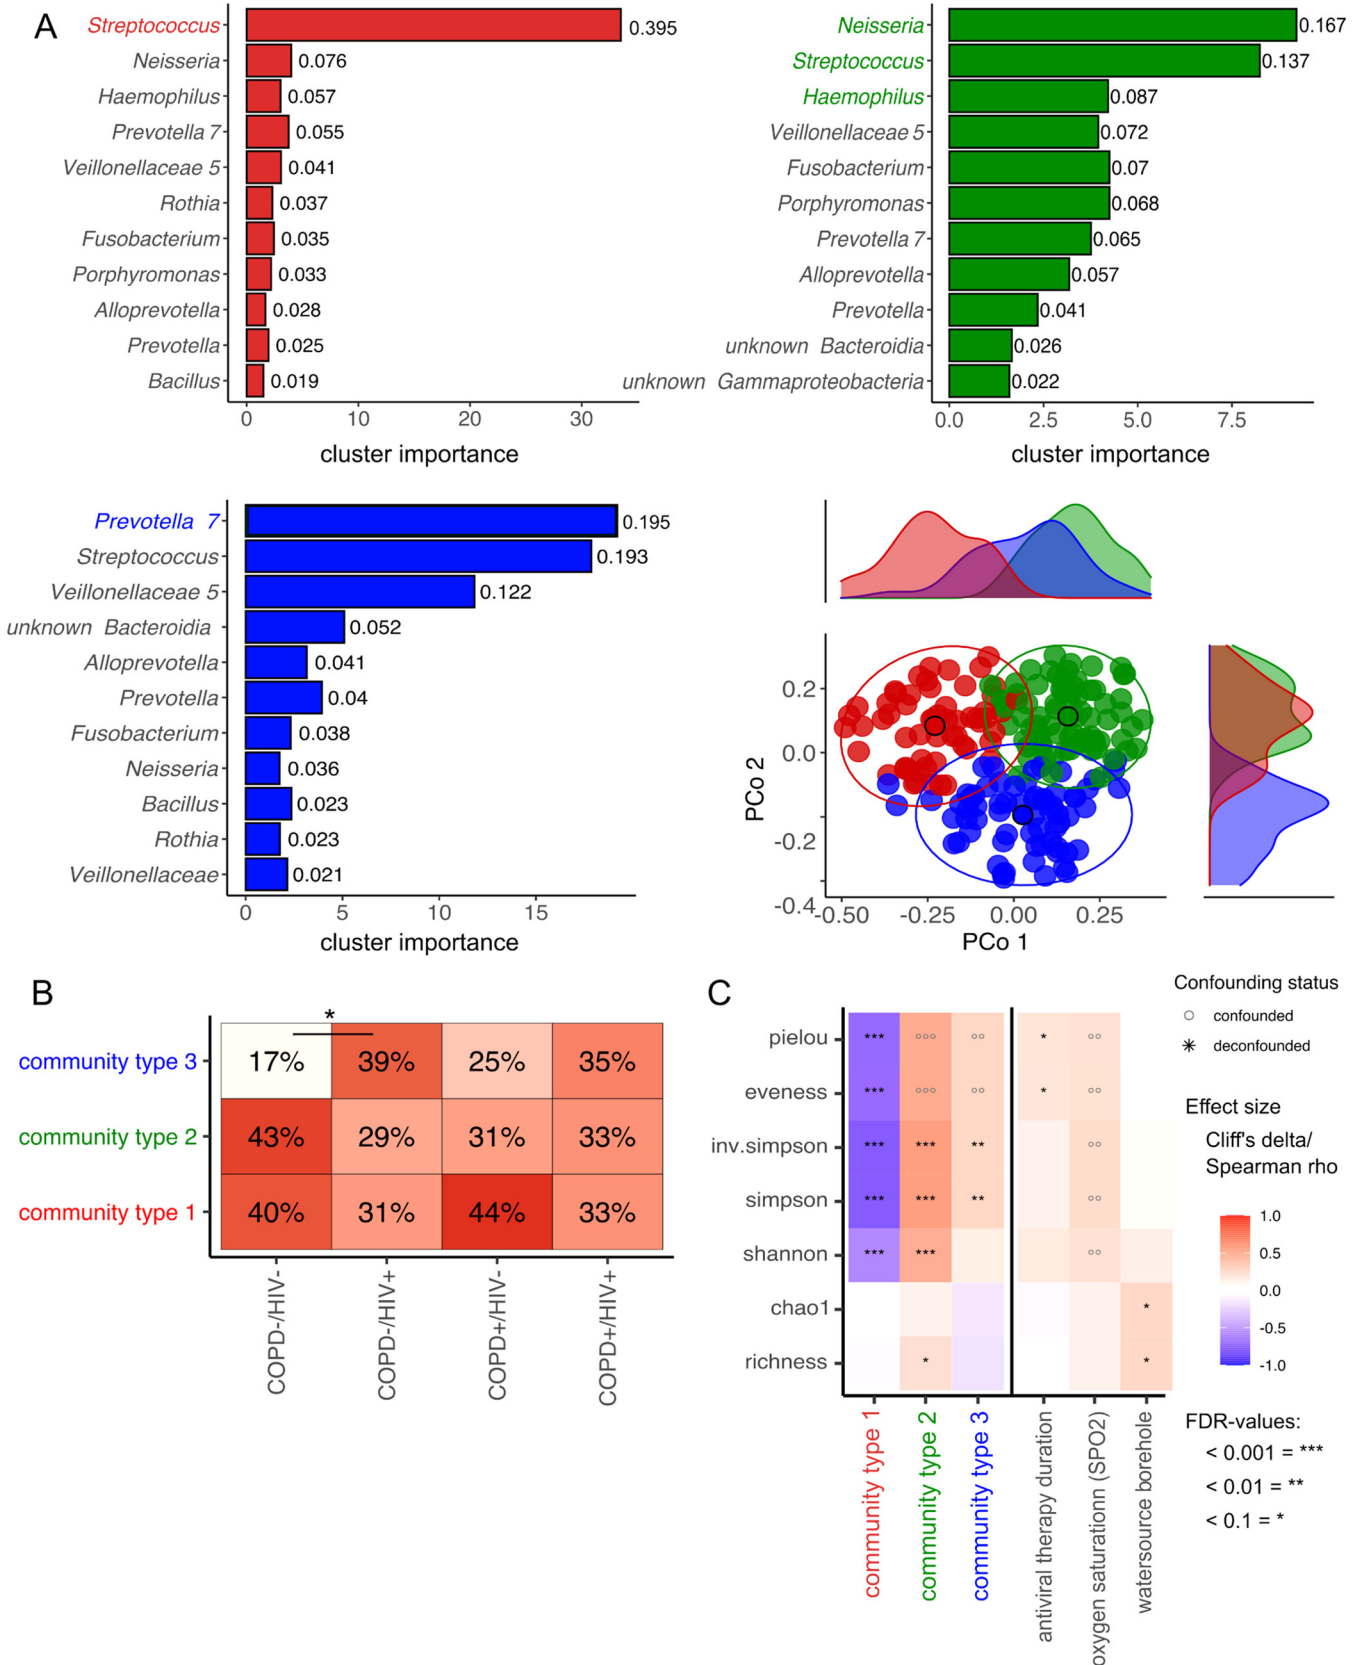 A
Streptococcus 0.395
Neisseria 0.076
Haemophilus 0.057
Prevotella 7 0.055
Veillonellaceae 5 0.041
Rothia 0.037
Fusobacterium 0.035
Porphyromonas 0.033
Alloprevotella 0.028
Prevotella 0.025
Bacillus 0.019
0 10 20 30
cluster importance
Neisseria 0.167
Streptococcus 0.137
Haemophilus 0.087
Veillonellaceae 5 0.072
Fusobacterium 0.07
Porphyromonas 0.068
Prevotella 7 0.065
Alloprevotella 0.057
Prevotella 0.041
unknown Bacteroidia 0.026
unknown Gammaproteobacteria 0.022
0.0 2.5 5.0 7.5
cluster importance
Prevotella 7 0.195
Streptococcus 0.193
Veillonellaceae 5 0.122
unknown Bacteroidia 0.052
Alloprevotella 0.041
Prevotella 0.04
Fusobacterium 0.038
Neisseria 0.036
Bacillus 0.023
Rothia 0.023
Veillonellaceae 0.021
0 5 10 15
cluster importance
PCo 2
0.2
0.0
-0.2
-0.4
-0.50 -0.25 0.00 0.25
PCo 1
B
*
community type 3 17% 39% 25% 35%
community type 2 43% 29% 31% 33%
community type 1 40% 31% 44% 33%
COPD-/HIV-
COPD-/HIV+
COPD+/HIV-
COPD+/HIV+
C
pielou *** ○○○ ○○ * ○○
eveness *** ○○○ ○○ * ○○
inv.simpson *** *** ** ○○
simpson *** *** ** ○○
shannon *** *** ○○
chao1 *
richness * *
community type 1
community type 2
community type 3
antiviral therapy duration
oxygen saturationn (SPO2)
watersource borehole
Confounding status
○ confounded
* deconfounded
Effect size
Cliff's delta/
Spearman rho
1.0
0.5
0.0
-0.5
-1.0
FDR-values:
< 0.001 = ***
< 0.01 = **
< 0.1 = *